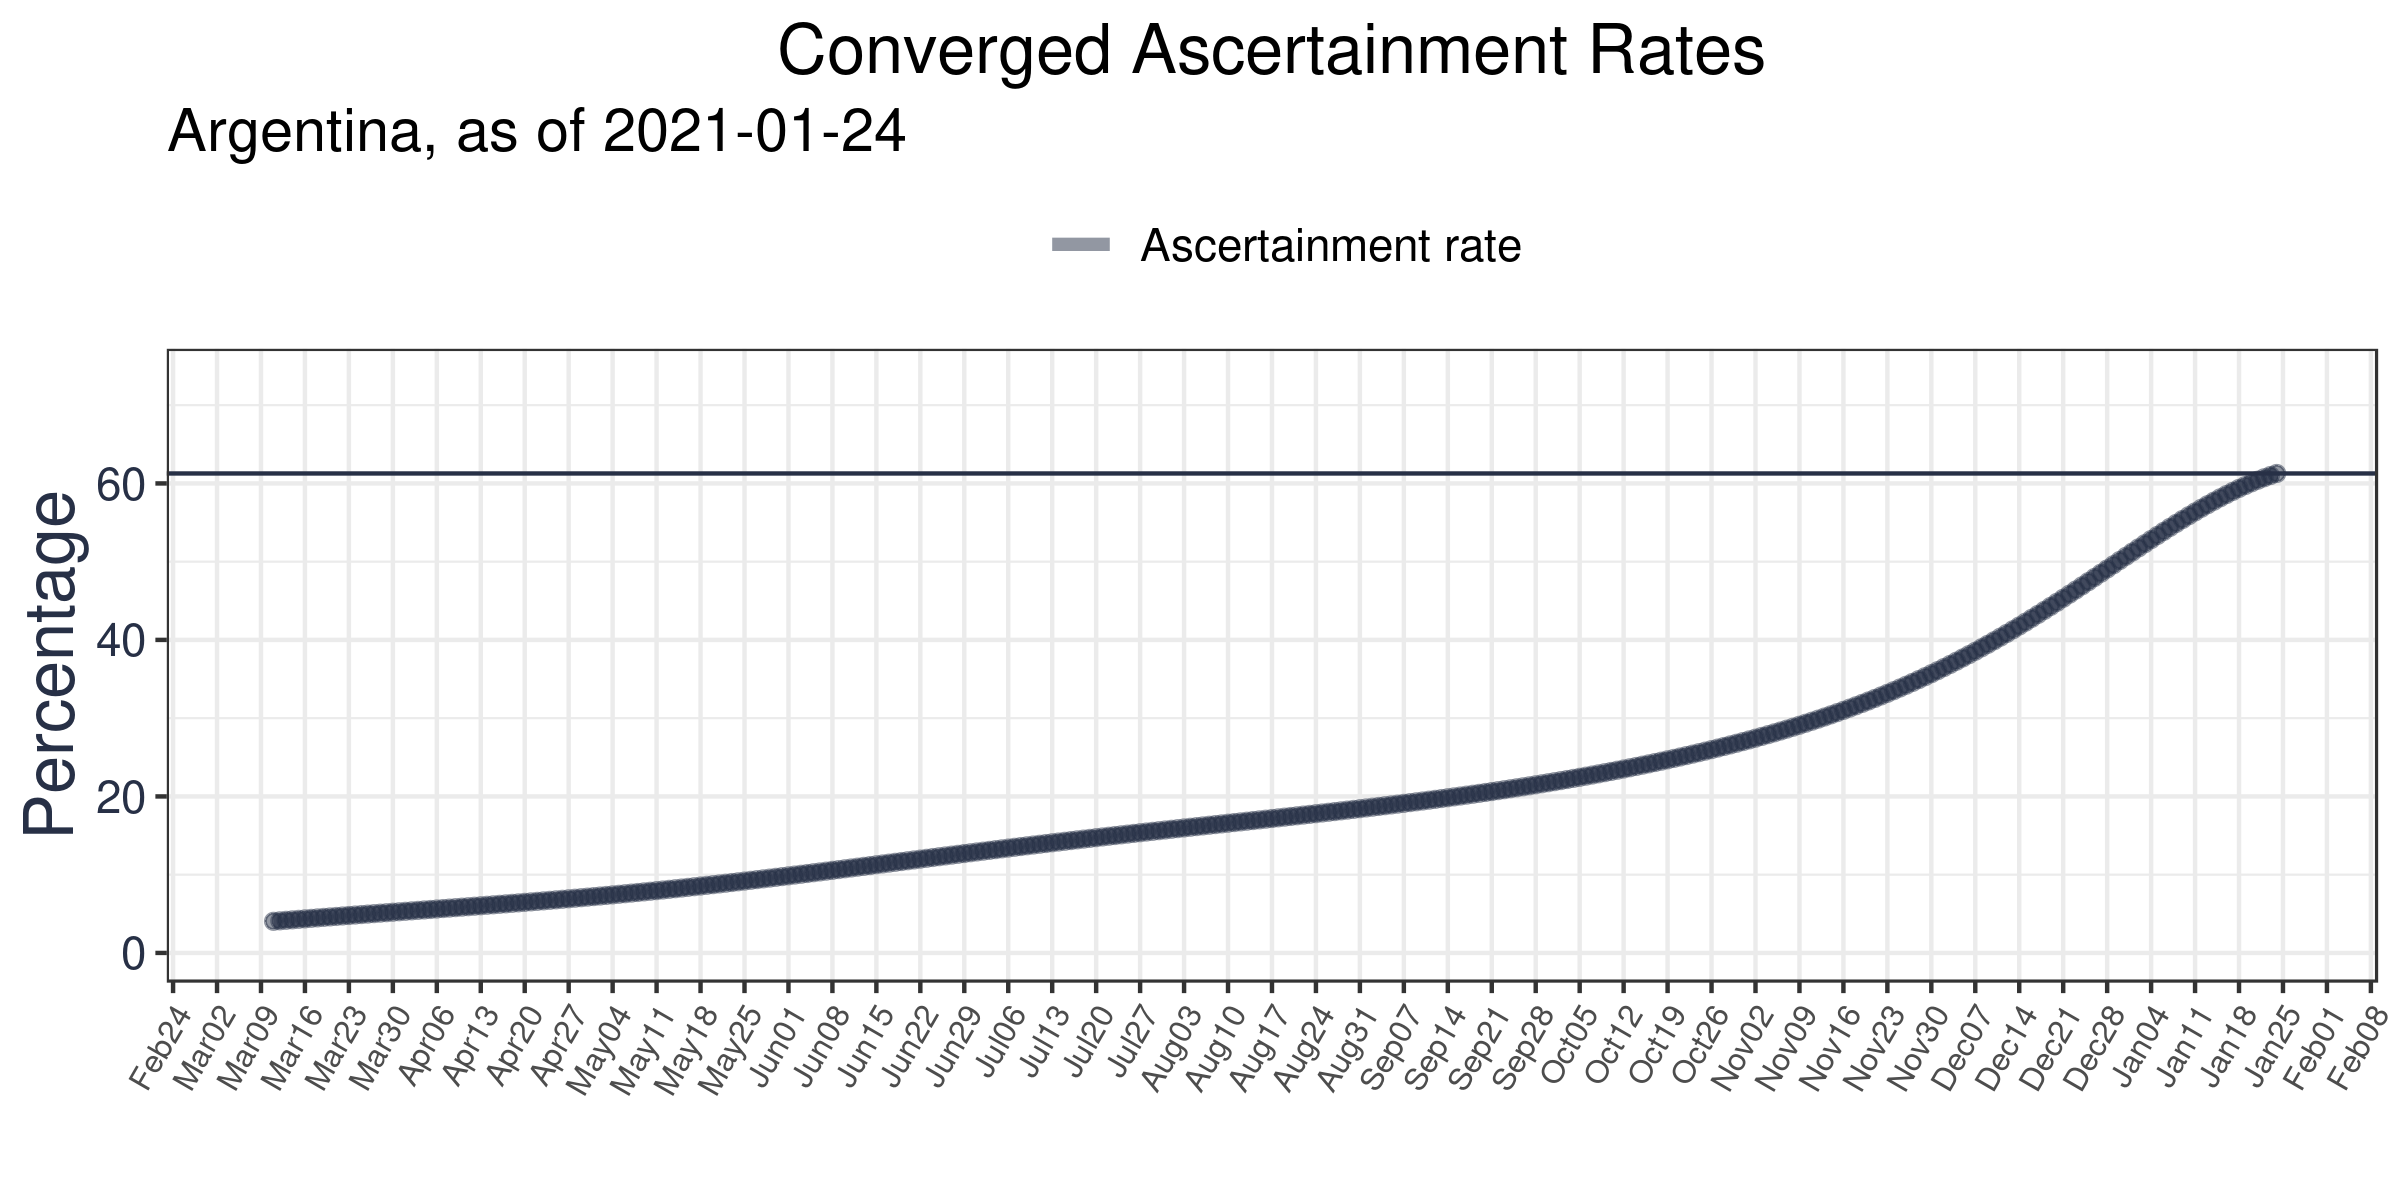 Converged Ascertainment Rates
Argentina, as of 2021-01-24
Ascertainment rate
Percentage
60
40
20
0
Feb24
Mar02
Mar09
Mar16
Mar23
Mar30
Apr06
Apr13
Apr20
Apr27
May04
May11
May18
May25
Jun01
Jun08
Jun15
Jun22
Jun29
Jul06
Jul13
Jul20
Jul27
Aug03
Aug10
Aug17
Aug24
Aug31
Sep07
Sep14
Sep21
Sep28
Oct05
Oct12
Oct19
Oct26
Nov02
Nov09
Nov16
Nov23
Nov30
Dec07
Dec14
Dec21
Dec28
Jan04
Jan11
Jan18
Jan25
Feb01
Feb08